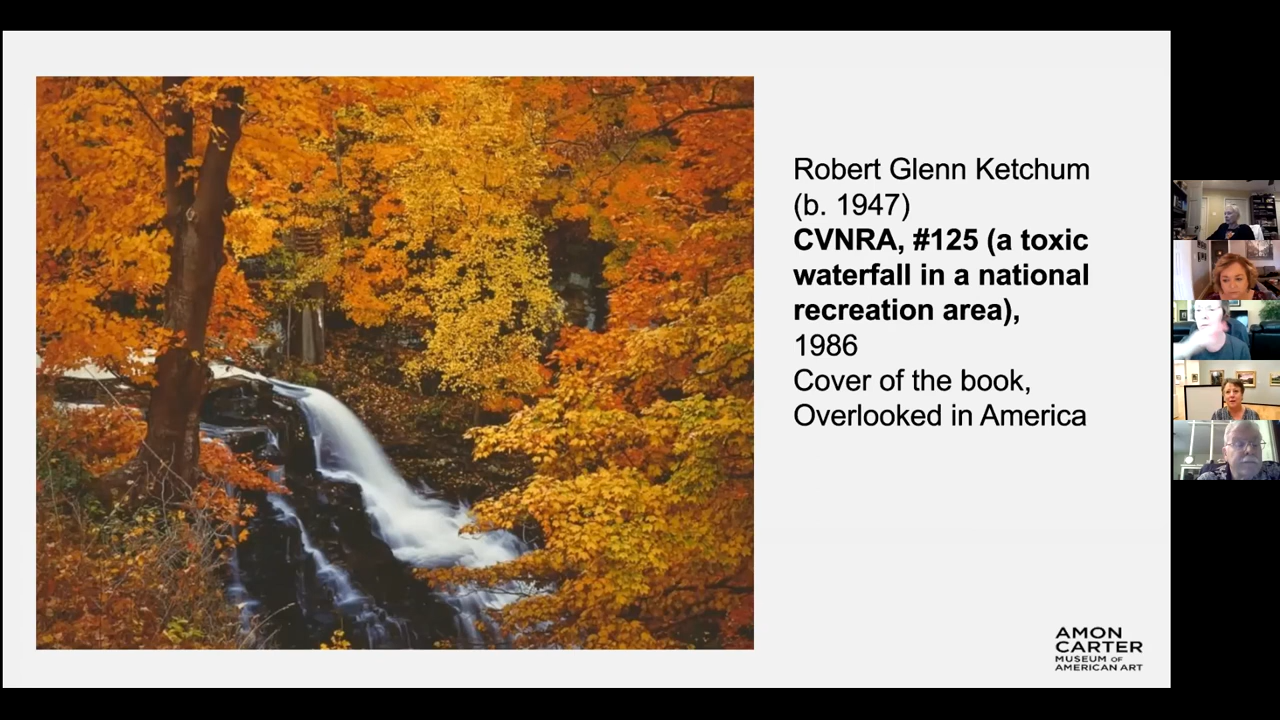 Robert Glenn Ketchum
(b. 1947)
CVNRA, #125 (a toxic
waterfall in a national
recreation area),
1986
Cover of the book,
Overlooked in America
AMON
CARTER
MUSEUM OF
AMERICAN ART